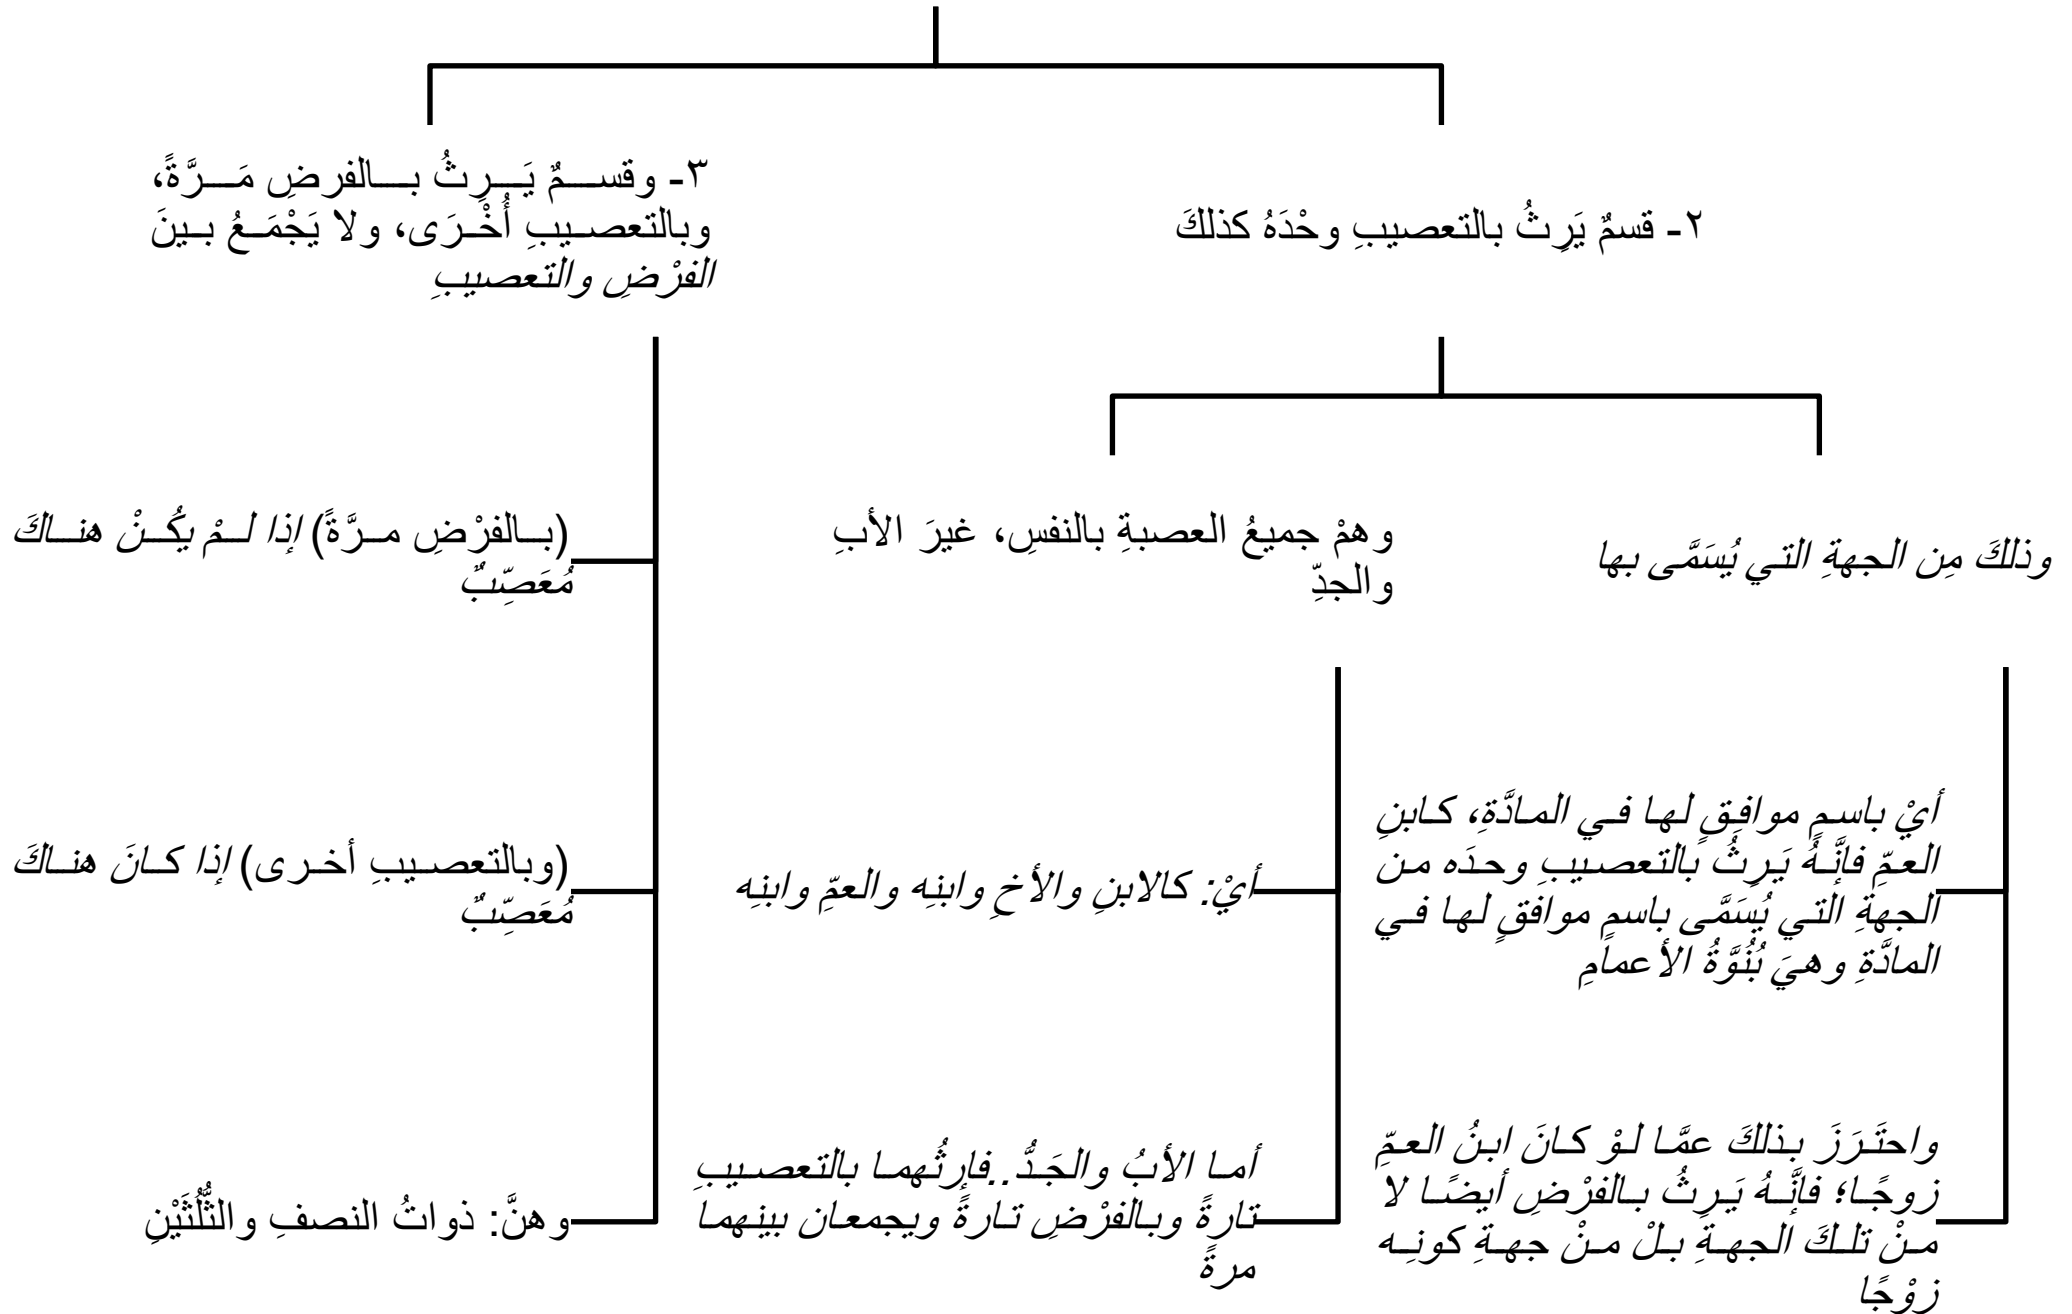 ٢- قسمٌ يَرِثُ بالتعصيبِ وحْدَهُ كذلكَ
وذلكَ مِن الجهةِ التي يُسَمَّى بها
أيْ باسمٍ موافِقٍ لها في المادَّةِ، كابنِ
العمِّ فإنَّهُ يَرِثُ بالتعصيبِ وحدَه من
الجهةِ التي يُسَمَّى باسمٍ موافقٍ لها في
المادَّةِ وهيَ بُنُوَّةُ الأعمامِ
واحتَرَزَ بذلكَ عمَّا لوْ كانَ ابنُ العمِّ
زوجًا؛ فإنَّهُ يَرِثُ بالفرْضِ أيضًا لا
منْ تلكَ الجهةِ بلْ منْ جهةِ كونِه
زوْجًا
وهمْ جميعُ العصبةِ بالنفسِ، غيرَ الأبِ
والجدِّ
أيْ: كالابنِ والأخِ وابنِه والعمِّ وابنِه
أما الأبُ والجَدُّ..فإرثُهما بالتعصيبِ
تارةً وبالفرْضِ تارةً ويجمعان بينهما
مرةً
٣- وقسمٌ يَرِثُ بالفرضِ مَرَّةً،
وبالتعصيبِ أُخْرَى، ولا يَجْمَعُ بينَ
الفرْضِ والتعصيبِ
(بالفرْضِ مرَّةً) إذا لمْ يكُنْ هناكَ
مُعَصِّبٌ
(وبالتعصيبِ أخرى) إذا كانَ هناكَ
مُعَصِّبٌ
وهنَّ: ذواتُ النصفِ والثُّلُثَيْنِ